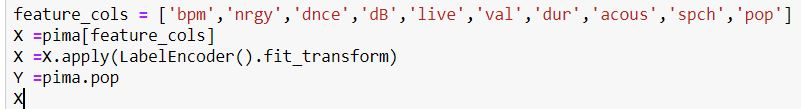 feature_cols = ['bpm','nrgy','dnce','dB','live','val','dur','acous','spch','pop']
X =pima[feature_cols]
X =X.apply(LabelEncoder().fit_transform)
Y =pima.pop
X